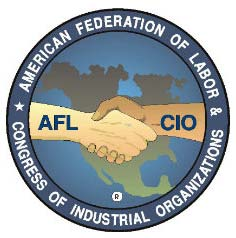 AMERICAN FEDERATION OF LABOR &
CONGRESS OF INDUSTRIAL ORGANIZATIONS
AFL CIO
®